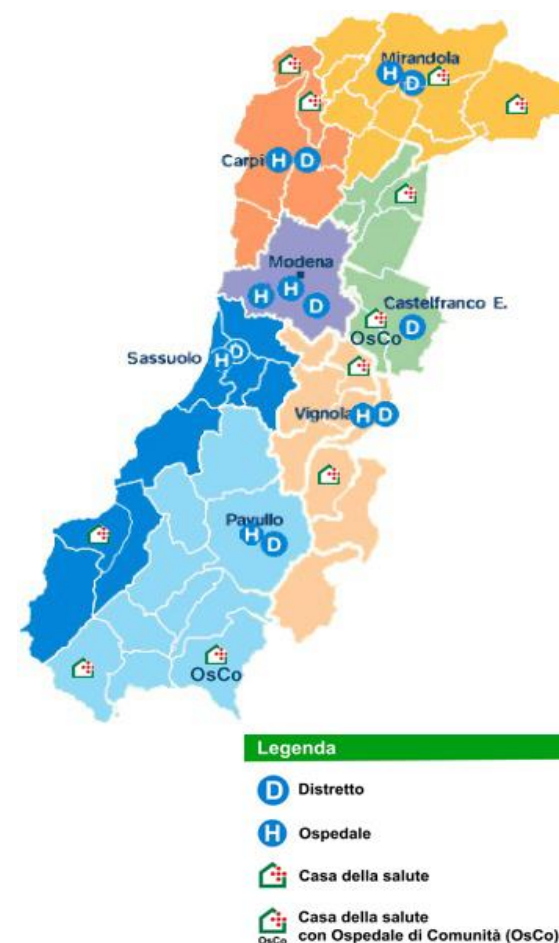 Mirandola
H
D
Carpi H D
Modena
H H D
Castelfranco E.
D
OsCo
Sassuolo
H D
Vignola H D
Pavullo
H D
OsCo
Legenda
D Distretto
H Ospedale
Casa della salute
Casa della salute
OsCo con Ospedale di Comunità (OsCo)